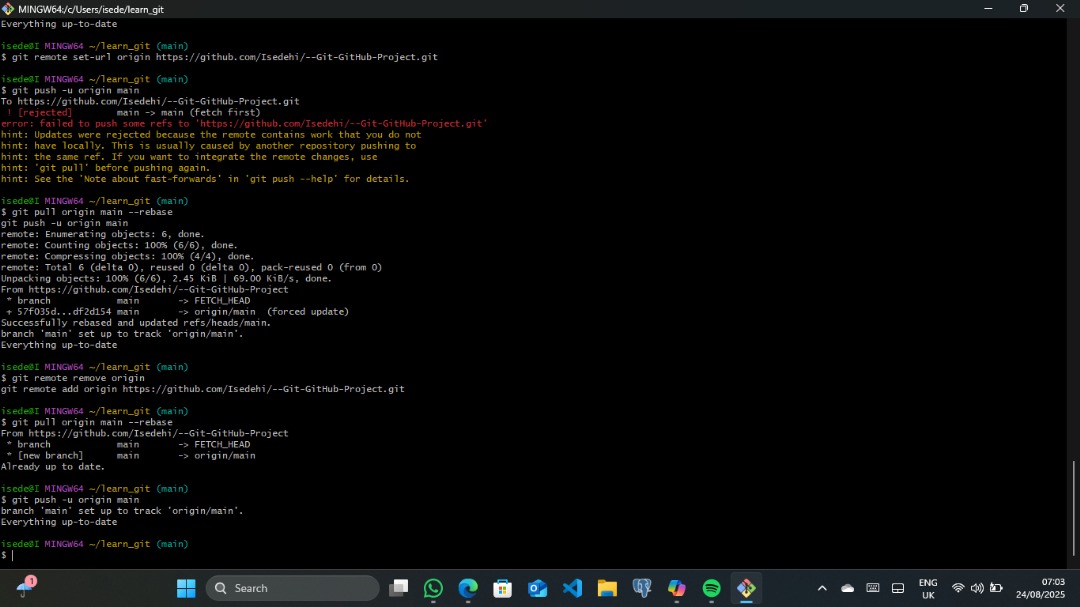 MINGW64:/c/Users/isede/learn_git
Everything up-to-date
isede@I MINGW64 ~/learn_git (main)
$ git remote set-url origin https://github.com/Isedehi/--Git-GitHub-Project.git
isede@I MINGW64 ~/learn_git (main)
$ git push -u origin main
To https://github.com/Isedehi/--Git-GitHub-Project.git
! [rejected]        main -> main (fetch first)
error: failed to push some refs to 'https://github.com/Isedehi/--Git-GitHub-Project.git'
hint: Updates were rejected because the remote contains work that you do not
hint: have locally. This is usually caused by another repository pushing to
hint: the same ref. If you want to integrate the remote changes, use
hint: 'git pull' before pushing again.
hint: See the 'Note about fast-forwards' in 'git push --help' for details.
isede@I MINGW64 ~/learn_git (main)
$ git pull origin main --rebase
git push -u origin main
remote: Enumerating objects: 6, done.
remote: Counting objects: 100% (6/6), done.
remote: Compressing objects: 100% (4/4), done.
remote: Total 6 (delta 0), reused 0 (delta 0), pack-reused 0 (from 0)
Unpacking objects: 100% (6/6), 2.45 KiB | 69.00 KiB/s, done.
From https://github.com/Isedehi/--Git-GitHub-Project
* branch            main       -> FETCH_HEAD
+ 57f035d...df2d154 main       -> origin/main  (forced update)
Successfully rebased and updated refs/heads/main.
branch 'main' set up to track 'origin/main'.
Everything up-to-date
isede@I MINGW64 ~/learn_git (main)
$ git remote remove origin
git remote add origin https://github.com/Isedehi/--Git-GitHub-Project.git
isede@I MINGW64 ~/learn_git (main)
$ git pull origin main --rebase
From https://github.com/Isedehi/--Git-GitHub-Project
* branch            main       -> FETCH_HEAD
* [new branch]      main       -> origin/main
Already up to date.
isede@I MINGW64 ~/learn_git (main)
$ git push -u origin main
branch 'main' set up to track 'origin/main'.
Everything up-to-date
isede@I MINGW64 ~/learn_git (main)
$
1
Search
ENG
UK
07:03
24/08/2025